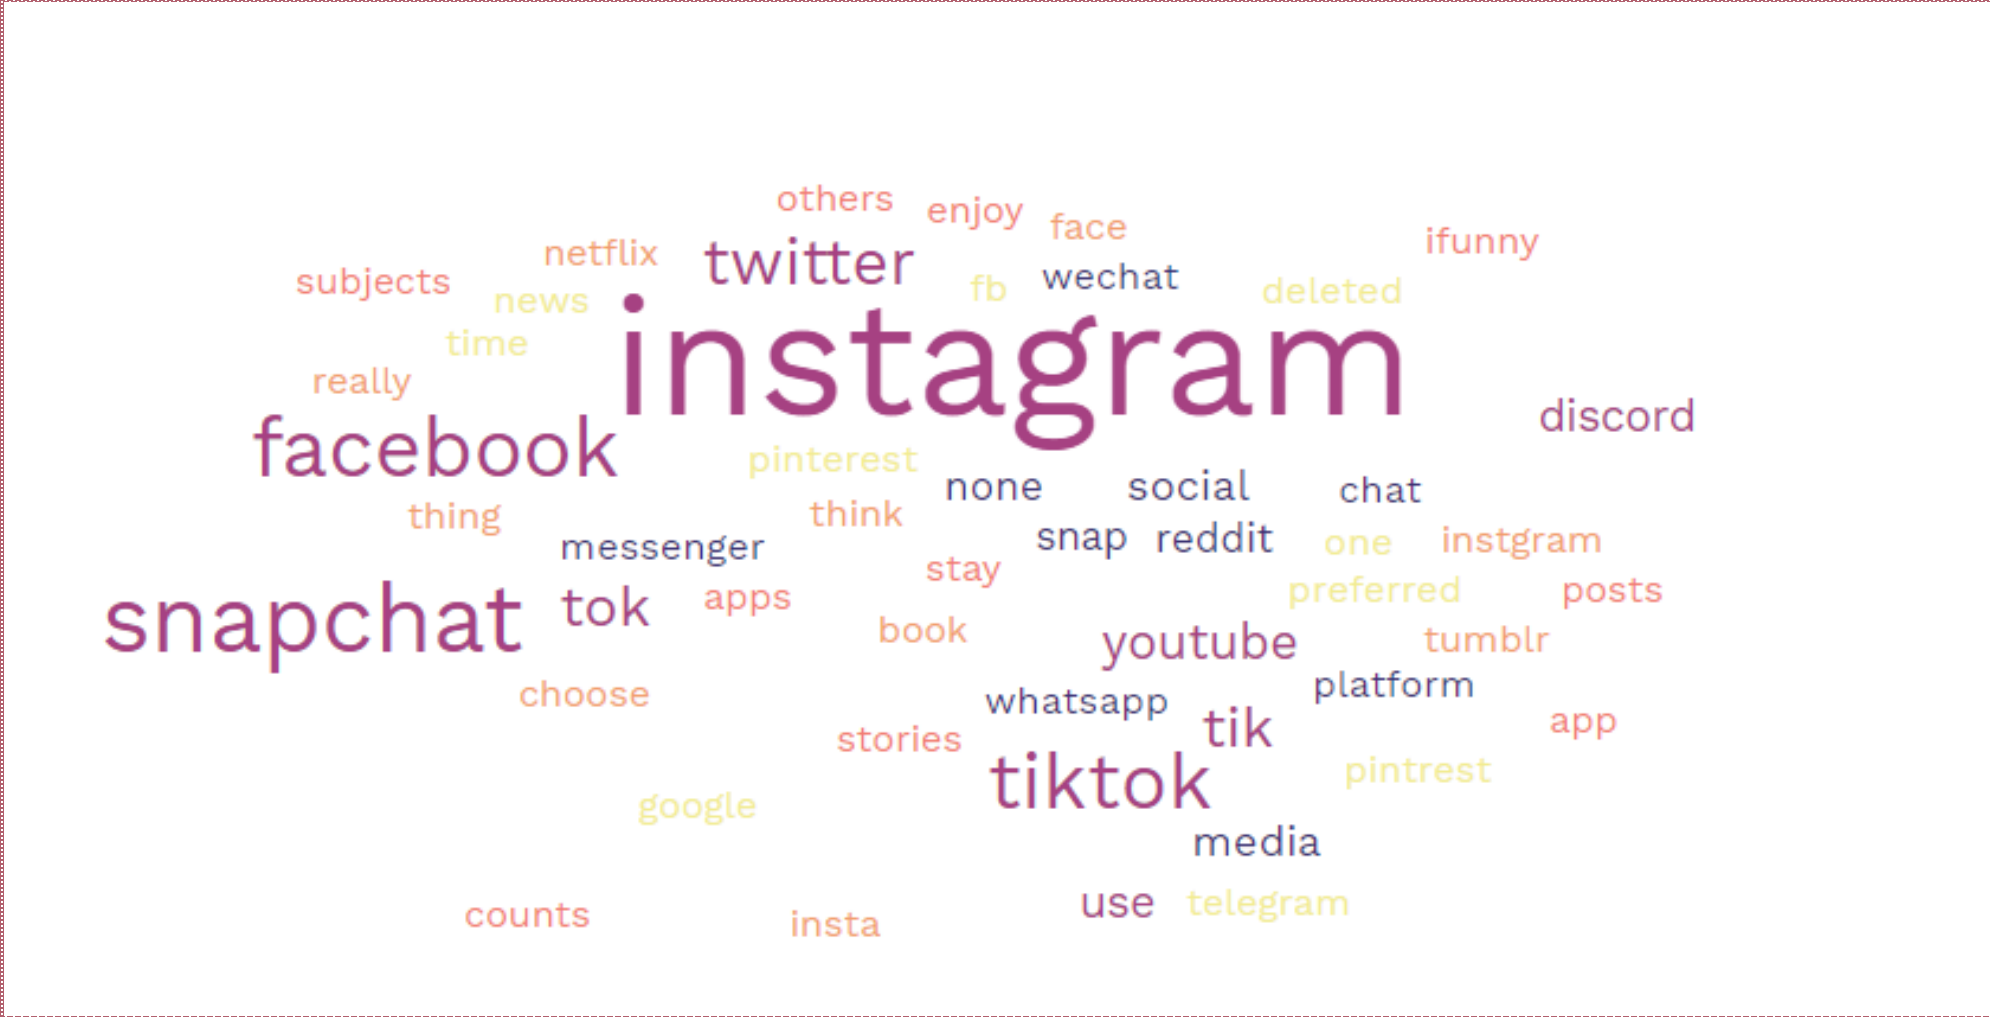 others
enjoy
face
ifunny
netflix
twitter
subjects
news
fb
wechat
deleted
time
instagram
really
facebook
discord
pinterest
none
social
chat
thing
think
messenger
snap
reddit
one
instgram
snapchat
tok
apps
stay
preferred
posts
book
youtube
tumblr
choose
whatsapp
platform
stories
tik
app
google
tiktok
pintrest
media
counts
insta
use
telegram